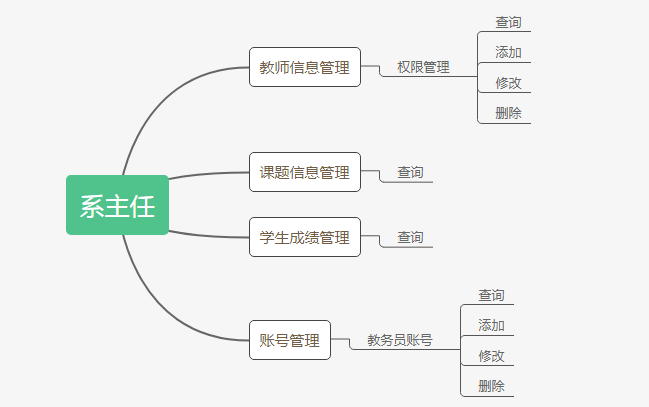 系主任
教师信息管理
权限管理
查询
添加
修改
删除
课题信息管理
查询
学生成绩管理
查询
账号管理
教务员账号
查询
添加
修改
删除